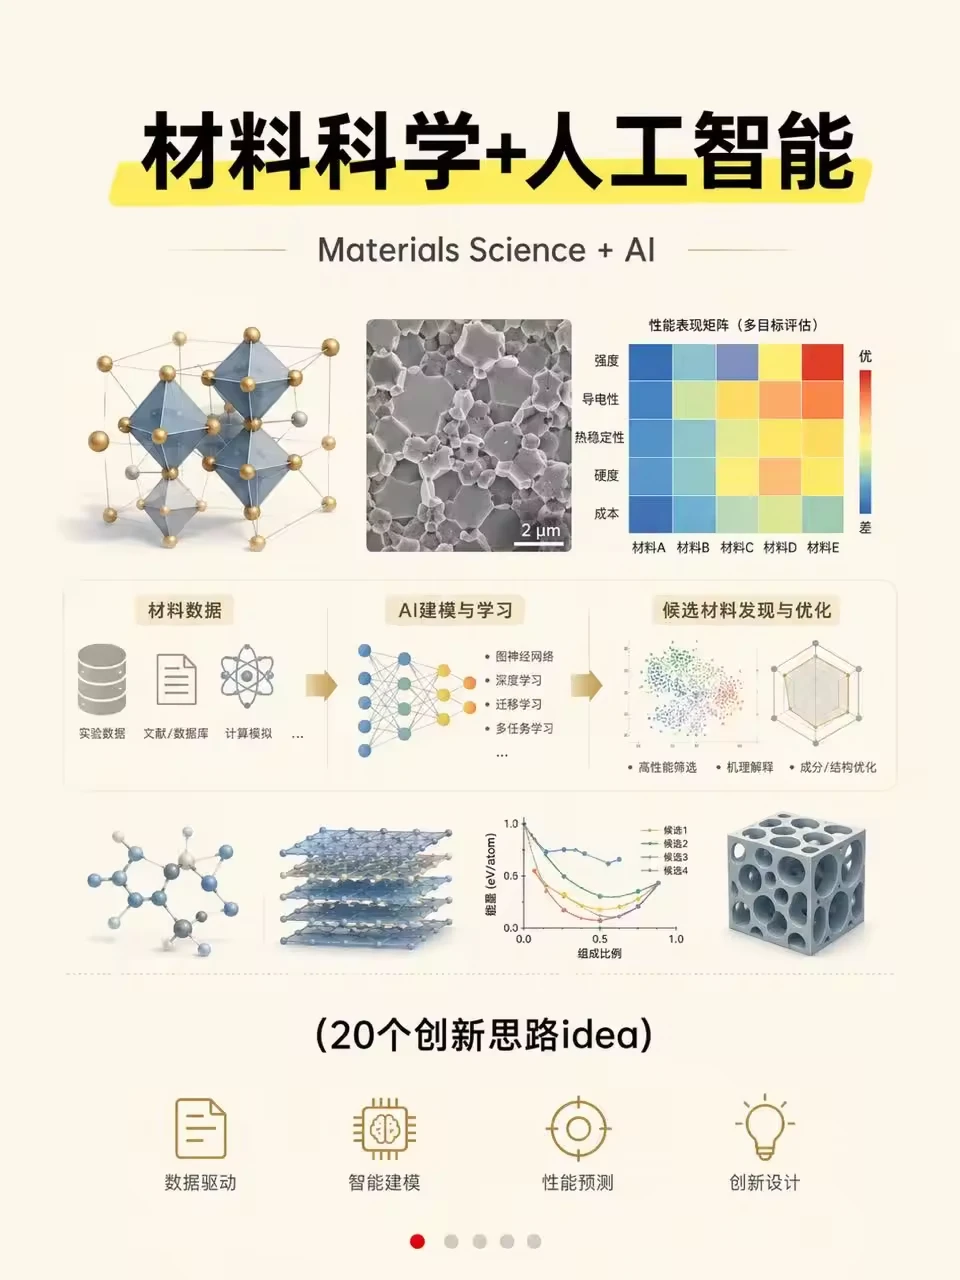 材料科学+人工智能
Materials Science + AI
性能表现矩阵（多目标评估）
强度
导电性
热稳定性
硬度
成本
材料A 材料B 材料C 材料D 材料E
优
差
2 μm
材料数据
实验数据 文献/数据库 计算模拟 ...
AI建模与学习
• 图神经网络
• 深度学习
• 迁移学习
• 多任务学习
...
候选材料发现与优化
• 高性能筛选 • 机理解释 • 成分/结构优化
能量 (eV/atom)
1.0
0.5
0.0
0.0 0.5 1.0
组成比例
候选1
候选2
候选3
候选4
(20个创新思路idea)
数据驱动 智能建模 性能预测 创新设计